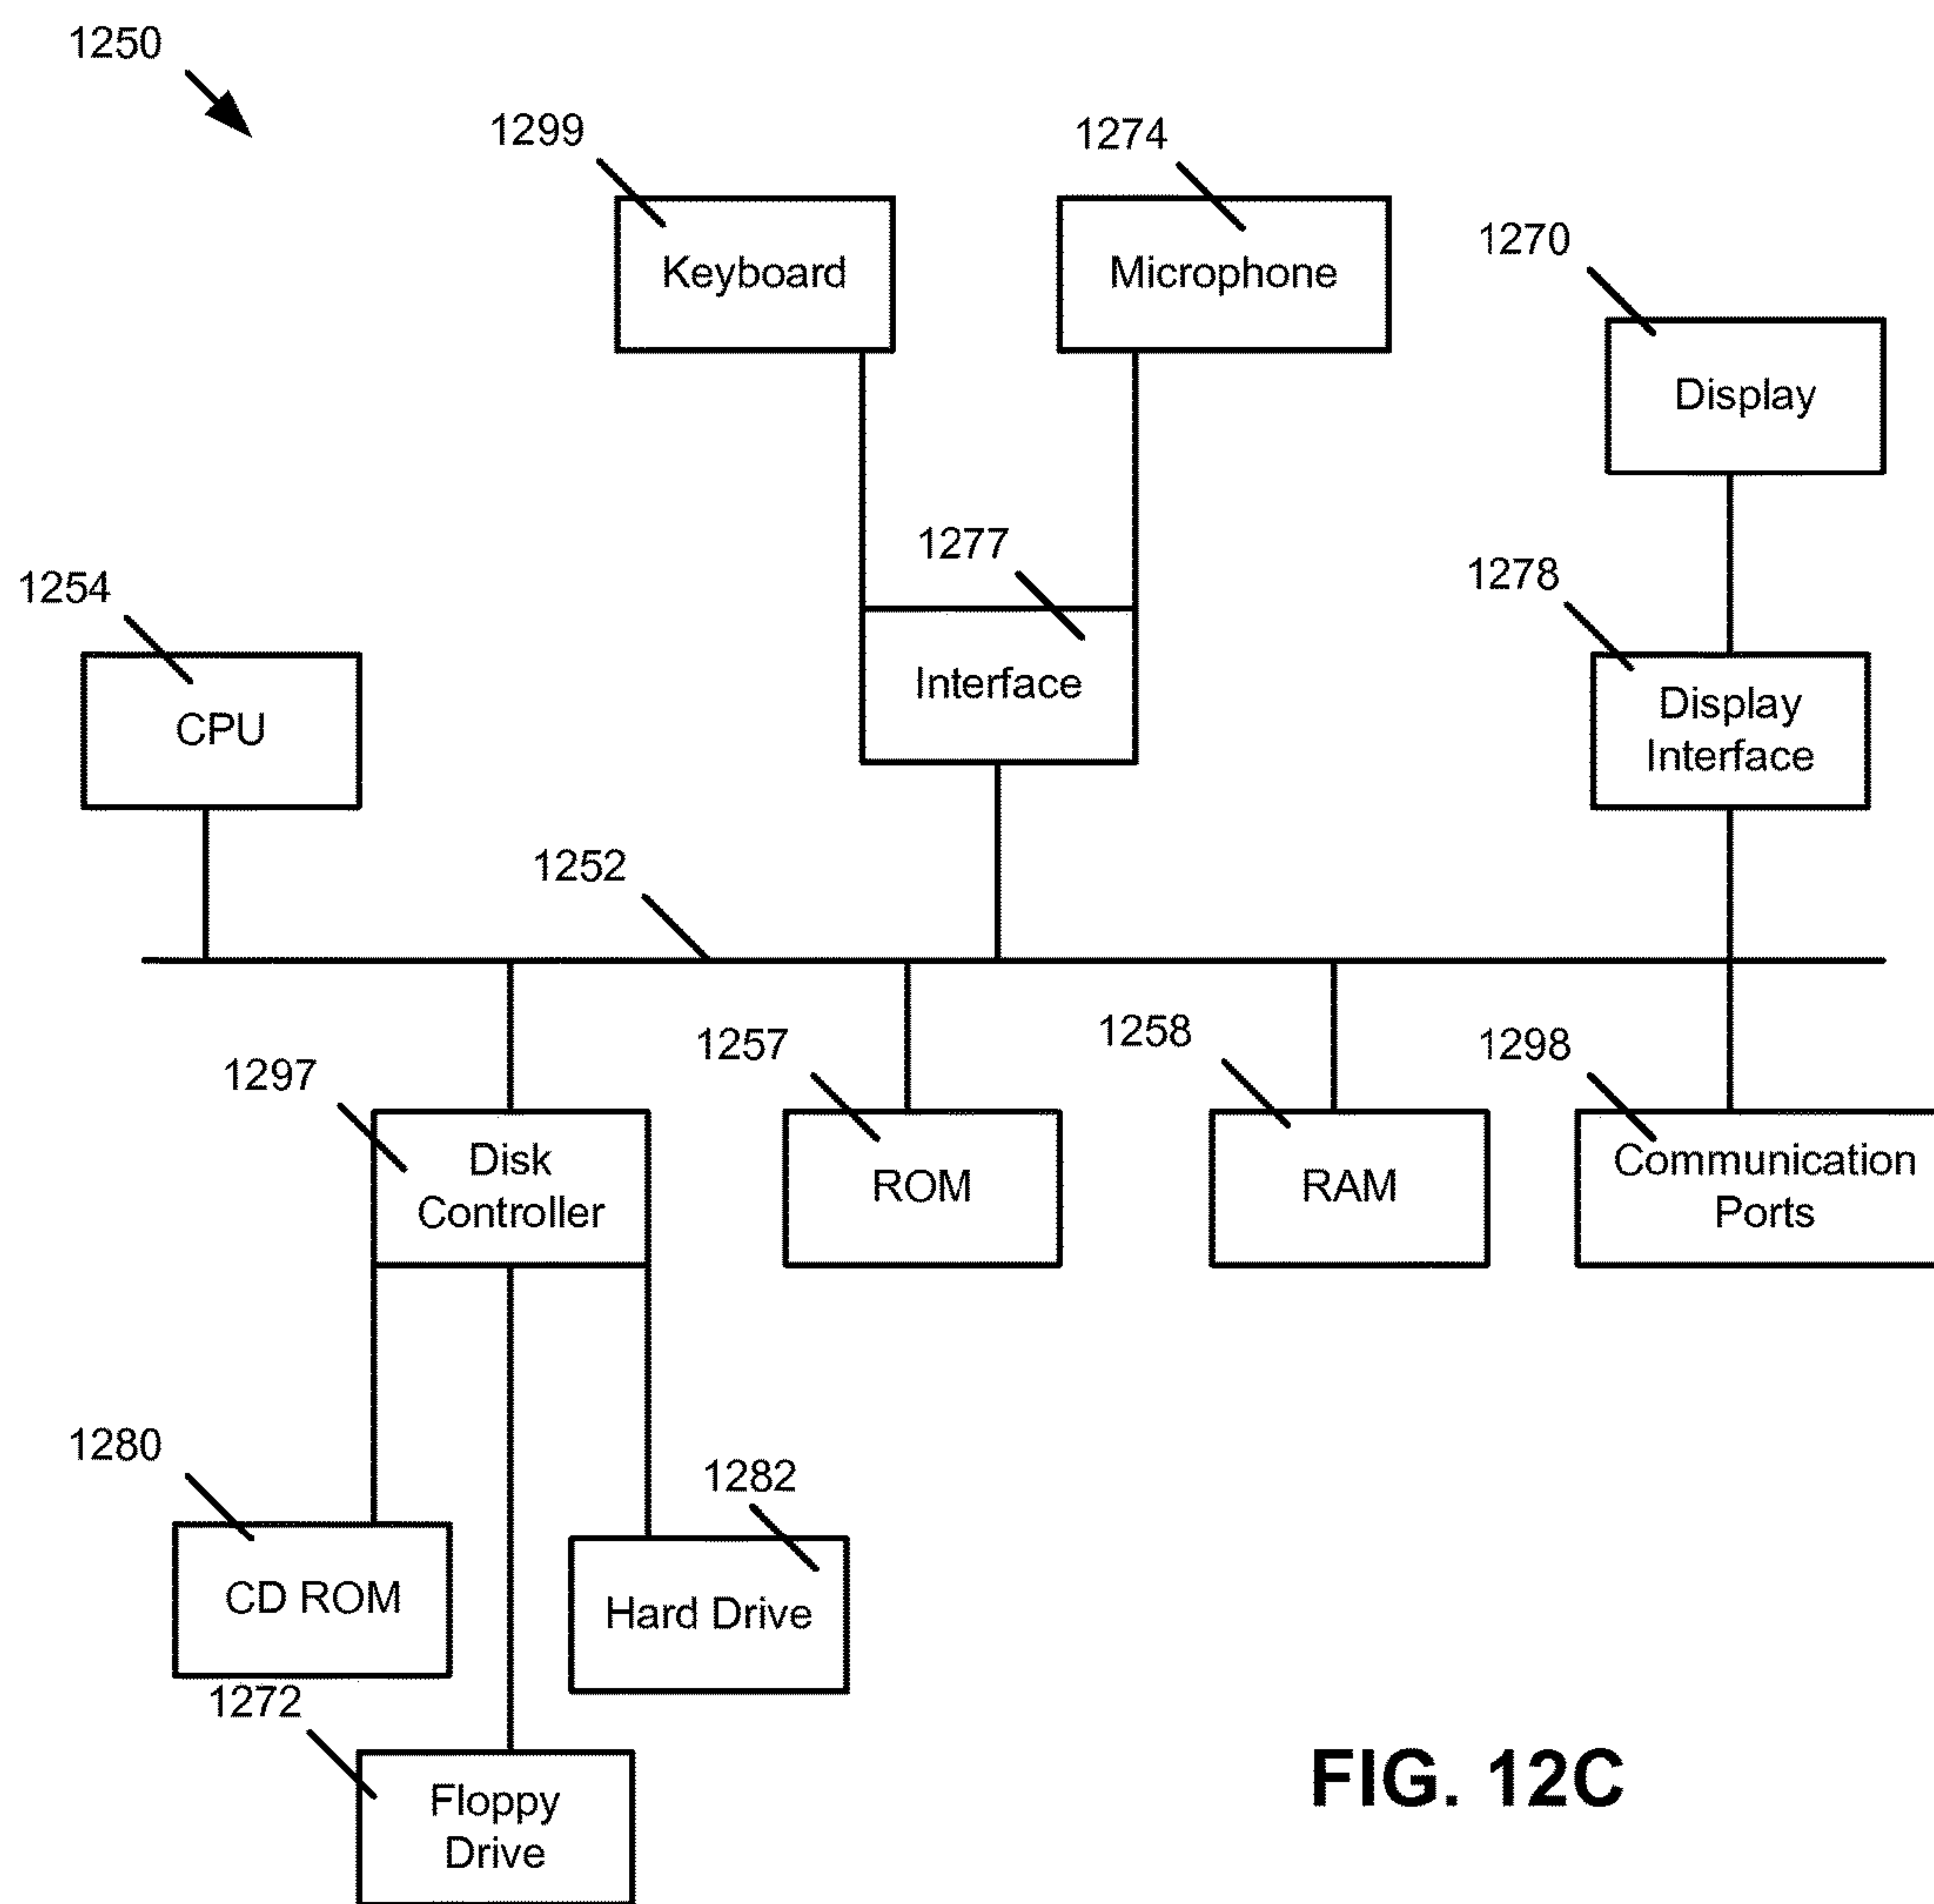 1250
1299
1274
Keyboard
Microphone
1270
Display
1277
1278
1254
Interface
Display
Interface
CPU
1252
1297
1257
1258
1298
Disk
Controller
ROM
RAM
Communication
Ports
1280
1282
CD ROM
Hard Drive
1272
Floppy
Drive
FIG. 12C